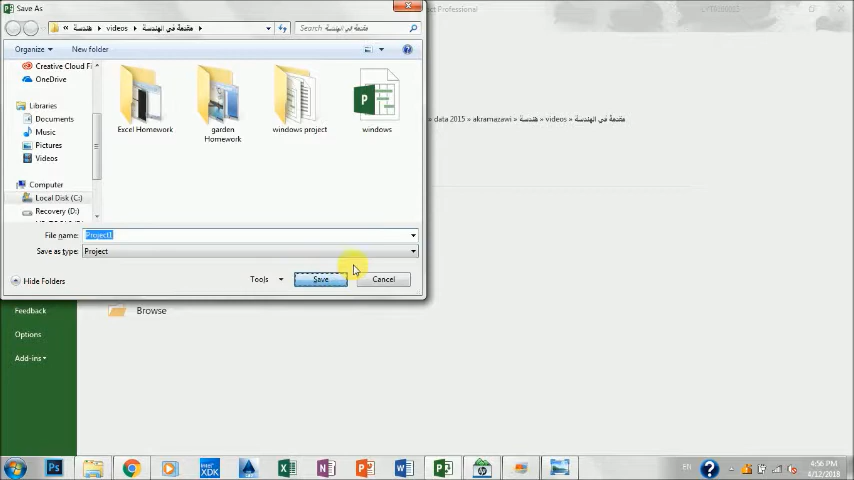 Save As
ct Professional
« هندسة ▸ videos ▸ مقدمة في الهندسة ▸
Search مقدمة في الهندسة
Organize
New folder
Creative Cloud Fi
OneDrive
Libraries
Documents
Music
Pictures
Videos
Computer
Local Disk (C:)
Recovery (D:)
Excel Homework
garden
Homework
windows project
windows
data 2015 » akramazawi » هندسة » videos » مقدمة في الهندسة
File name: Project1
Save as type: Project
Hide Folders
Tools
Save
Cancel
Feedback
Browse
Options
Add-ins
EN
4:56 PM
4/12/2018